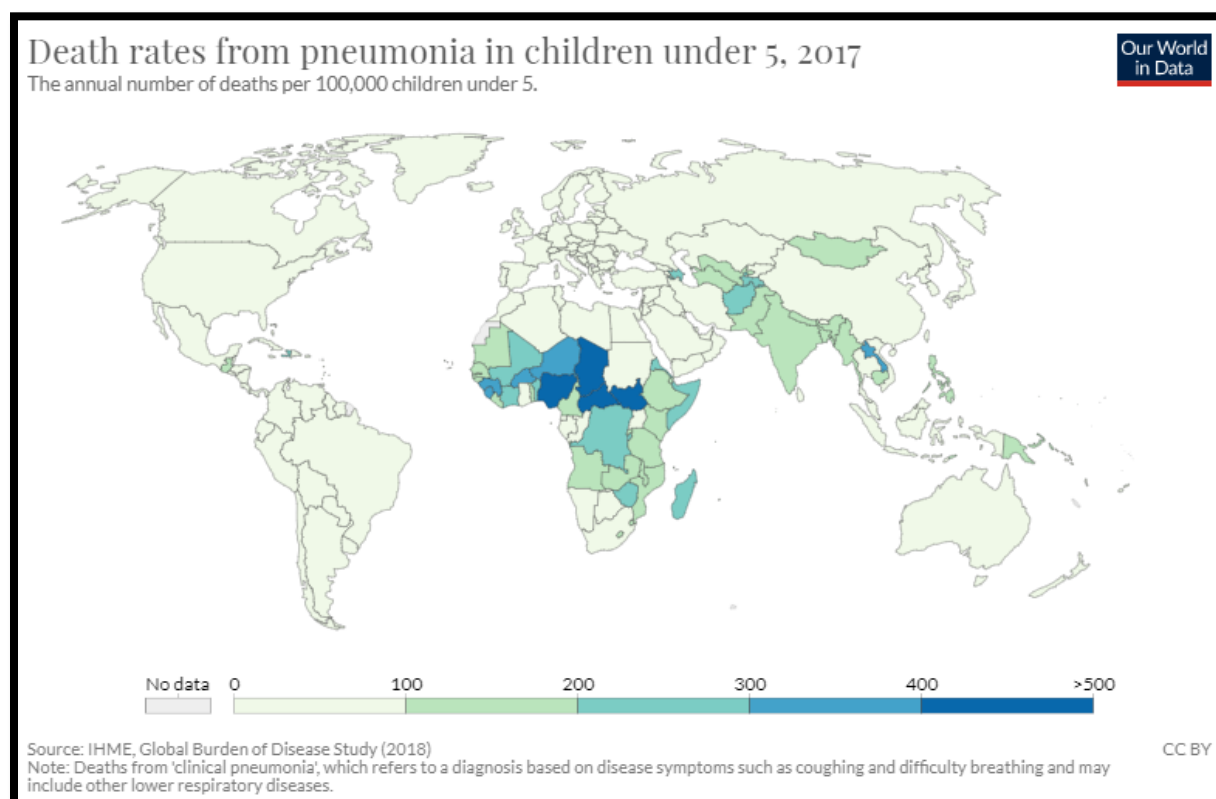 Death rates from pneumonia in children under 5, 2017
The annual number of deaths per 100,000 children under 5.
Our World
in Data
No data 0 100 200 300 400 >500
Source: IHME, Global Burden of Disease Study (2018)
CC BY
Note: Deaths from 'clinical pneumonia', which refers to a diagnosis based on disease symptoms such as coughing and difficulty breathing and may
include other lower respiratory diseases.